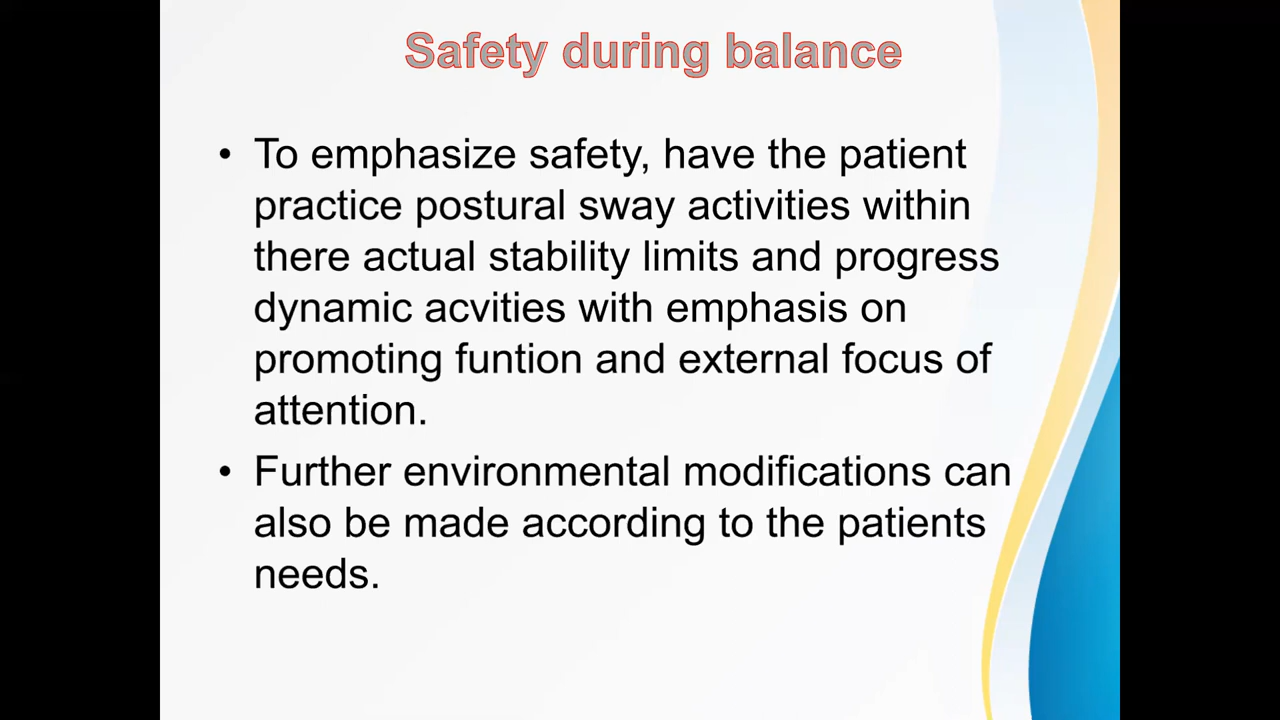 Safety during balance
• To emphasize safety, have the patient
practice postural sway activities within
there actual stability limits and progress
dynamic acvities with emphasis on
promoting funtion and external focus of
attention.
• Further environmental modifications can
also be made according to the patients
needs.